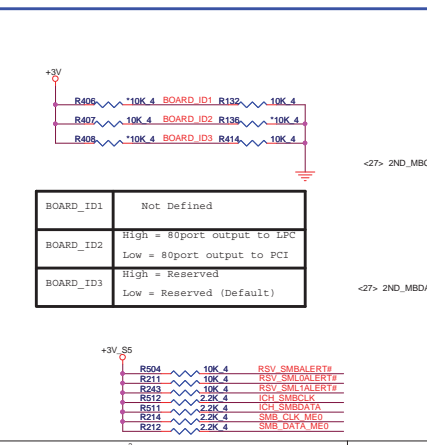 +3V
R406 *10K_4 BOARD_ID1 R132 10K_4
R407 10K_4 BOARD_ID2 R136 *10K_4
R408 *10K_4 BOARD_ID3 R414 10K_4
<27> 2ND_MBC
BOARD_ID1 Not Defined
BOARD_ID2 High = 80port output to LPC
Low = 80port output to PCI
BOARD_ID3 High = Reserved
Low = Reserved (Default)
<27> 2ND_MBDA
+3V_S5
R504 10K_4 RSV_SMBALERT#
R211 10K_4 RSV_SML0ALERT#
R243 10K_4 RSV_SML1ALERT#
R512 2.2K_4 ICH_SMBCLK
R511 2.2K_4 ICH_SMBDATA
R214 2.2K_4 SMB_CLK_ME0
R212 2.2K_4 SMB_DATA_ME0